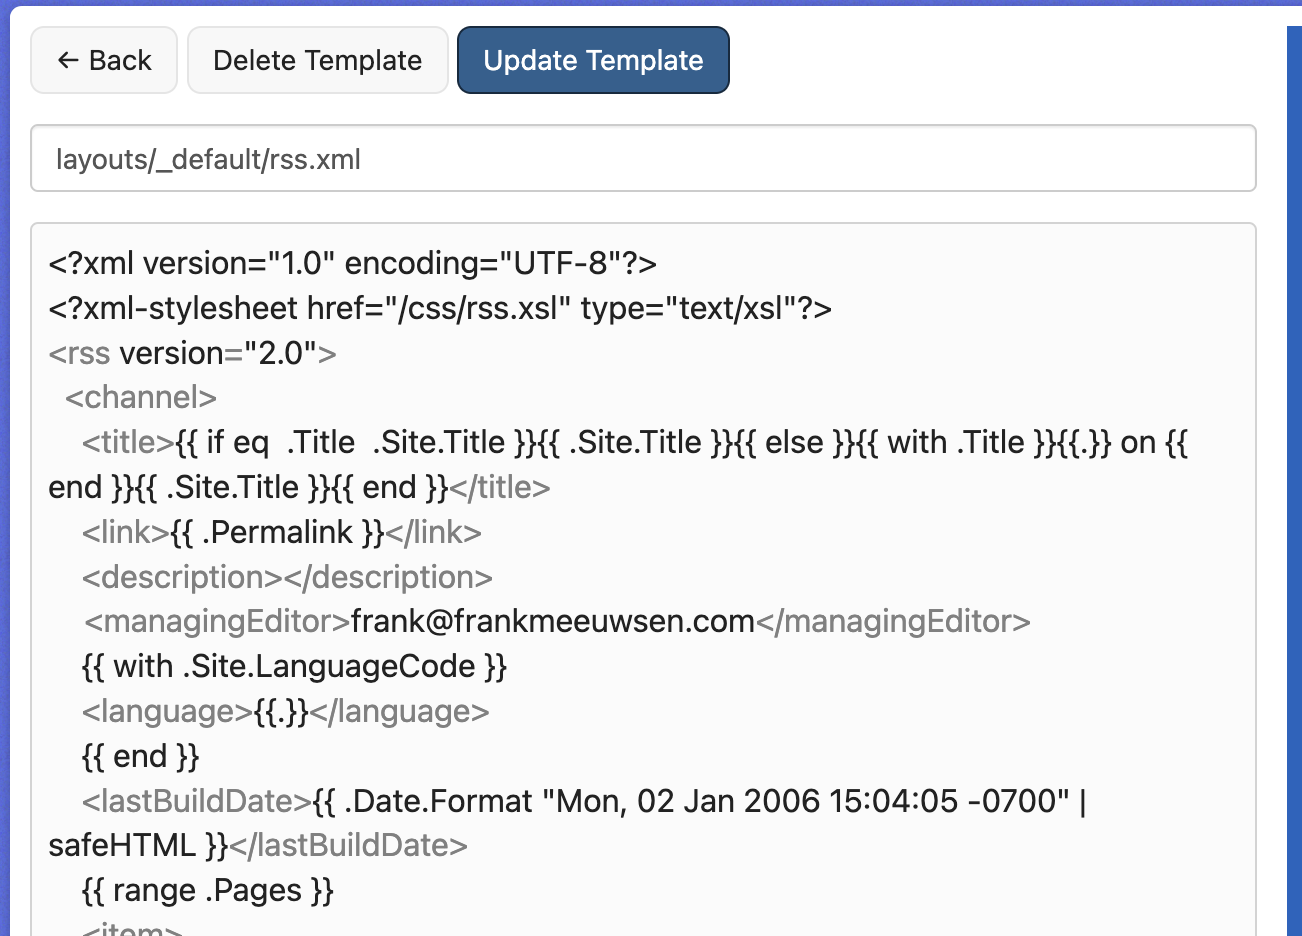 ← Back Delete Template Update Template
layouts/_default/rss.xml
<?xml version="1.0" encoding="UTF-8"?>
<?xml-stylesheet href="/css/rss.xsl" type="text/xsl"?>
<rss version="2.0">
<channel>
<title>{{ if eq  .Title  .Site.Title }}{{ .Site.Title }}{{ else }}{{ with .Title }}{{.}} on {{
end }}{{ .Site.Title }}{{ end }}</title>
<link>{{ .Permalink }}</link>
<description></description>
<managingEditor>frank@frankmeeuwsen.com</managingEditor>
{{ with .Site.LanguageCode }}
<language>{{.}}</language>
{{ end }}
<lastBuildDate>{{ .Date.Format "Mon, 02 Jan 2006 15:04:05 -0700" |
safeHTML }}</lastBuildDate>
{{ range .Pages }}
<item>